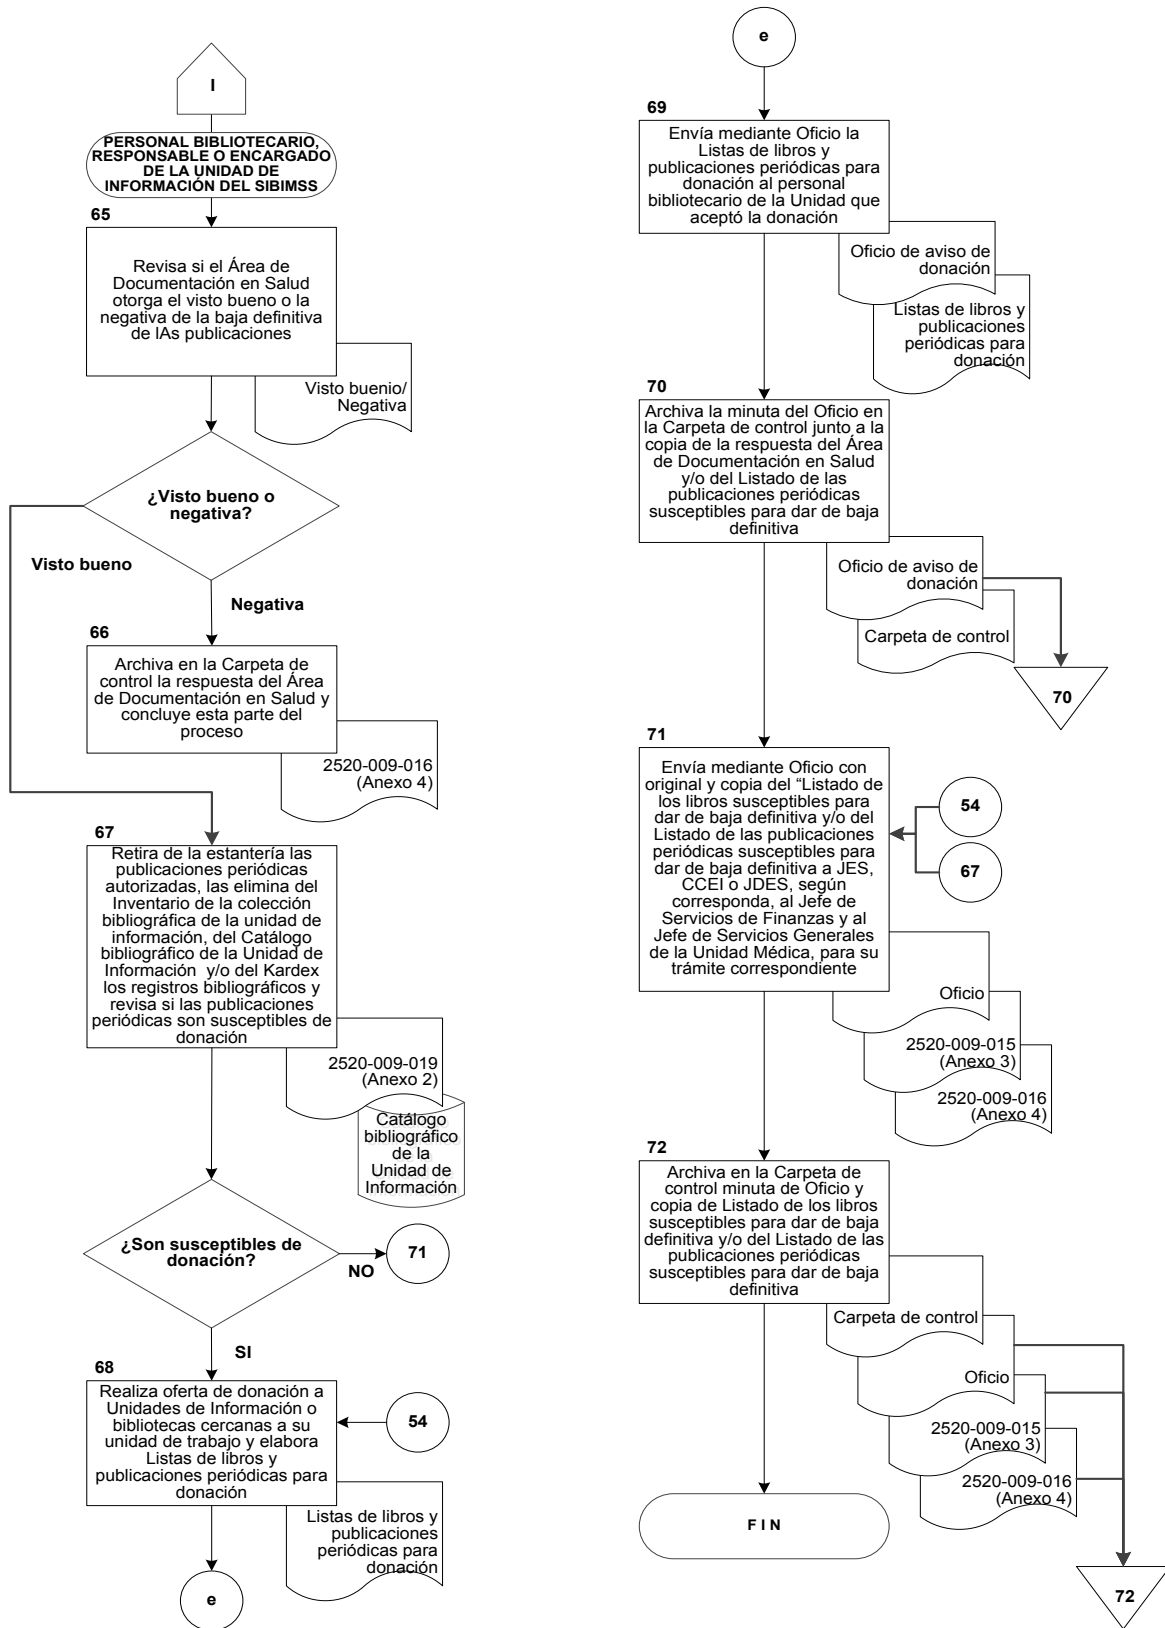 I
PERSONAL BIBLIOTECARIO,
RESPONSABLE O ENCARGADO
DE LA UNIDAD DE
INFORMACIÓN DEL SIBIMSS
65
Revisa si el Área de
Documentación en Salud
otorga el visto bueno o la
negativa de la baja definitiva
de lAs publicaciones
Visto buenio/
Negativa
¿Visto bueno o
negativa?
Visto bueno
Negativa
66
Archiva en la Carpeta de
control la respuesta del Área
de Documentación en Salud y
concluye esta parte del
proceso
2520-009-016
(Anexo 4)
67
Retira de la estantería las
publicaciones periódicas
autorizadas, las elimina del
Inventario de la colección
bibliográfica de la unidad de
información, del Catálogo
bibliográfico de la Unidad de
Información y/o del Kardex
los registros bibliográficos y
revisa si las publicaciones
periódicas son susceptibles de
donación
2520-009-019
(Anexo 2)
Catálogo
bibliográfico
de la
Unidad de
Información
¿Son susceptibles de
donación?
NO
71
SI
68
Realiza oferta de donación a
Unidades de Información o
bibliotecas cercanas a su
unidad de trabajo y elabora
Listas de libros y
publicaciones periódicas para
donación
54
Listas de libros y
publicaciones
periódicas para
donación
e
e
69
Envía mediante Oficio la
Listas de libros y
publicaciones periódicas para
donación al personal
bibliotecario de la Unidad que
aceptó la donación
Oficio de aviso de
donación
Listas de libros y
publicaciones
periódicas para
donación
70
Archiva la minuta del Oficio en
la Carpeta de control junto a la
copia de la respuesta del Área
de Documentación en Salud
y/o del Listado de las
publicaciones periódicas
susceptibles para dar de baja
definitiva
Oficio de aviso de
donación
Carpeta de control
70
71
Envía mediante Oficio con
original y copia del “Listado de
los libros susceptibles para
dar de baja definitiva y/o del
Listado de las publicaciones
periódicas susceptibles para
dar de baja definitiva a JES,
CCEI o JDES, según
corresponda, al Jefe de
Servicios de Finanzas y al
Jefe de Servicios Generales
de la Unidad Médica, para su
trámite correspondiente
54
67
Oficio
2520-009-015
(Anexo 3)
2520-009-016
(Anexo 4)
72
Archiva en la Carpeta de
control minuta de Oficio y
copia de Listado de los libros
susceptibles para dar de baja
definitiva y/o del Listado de las
publicaciones periódicas
susceptibles para dar de baja
definitiva
Carpeta de control
Oficio
2520-009-015
(Anexo 3)
2520-009-016
(Anexo 4)
72
F I N